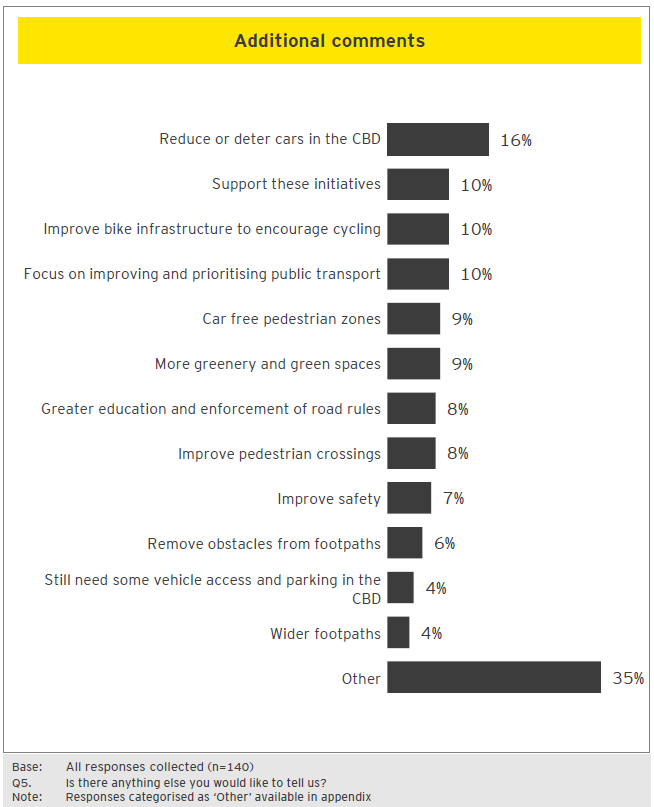 Additional comments
Reduce or deter cars in the CBD 16%
Support these initiatives 10%
Improve bike infrastructure to encourage cycling 10%
Focus on improving and prioritising public transport 10%
Car free pedestrian zones 9%
More greenery and green spaces 9%
Greater education and enforcement of road rules 8%
Improve pedestrian crossings 8%
Improve safety 7%
Remove obstacles from footpaths 6%
Still need some vehicle access and parking in the
CBD 4%
Wider footpaths 4%
Other 35%
Base: All responses collected (n=140)
Q5. Is there anything else you would like to tell us?
Note: Responses categorised as ‘Other’ available in appendix